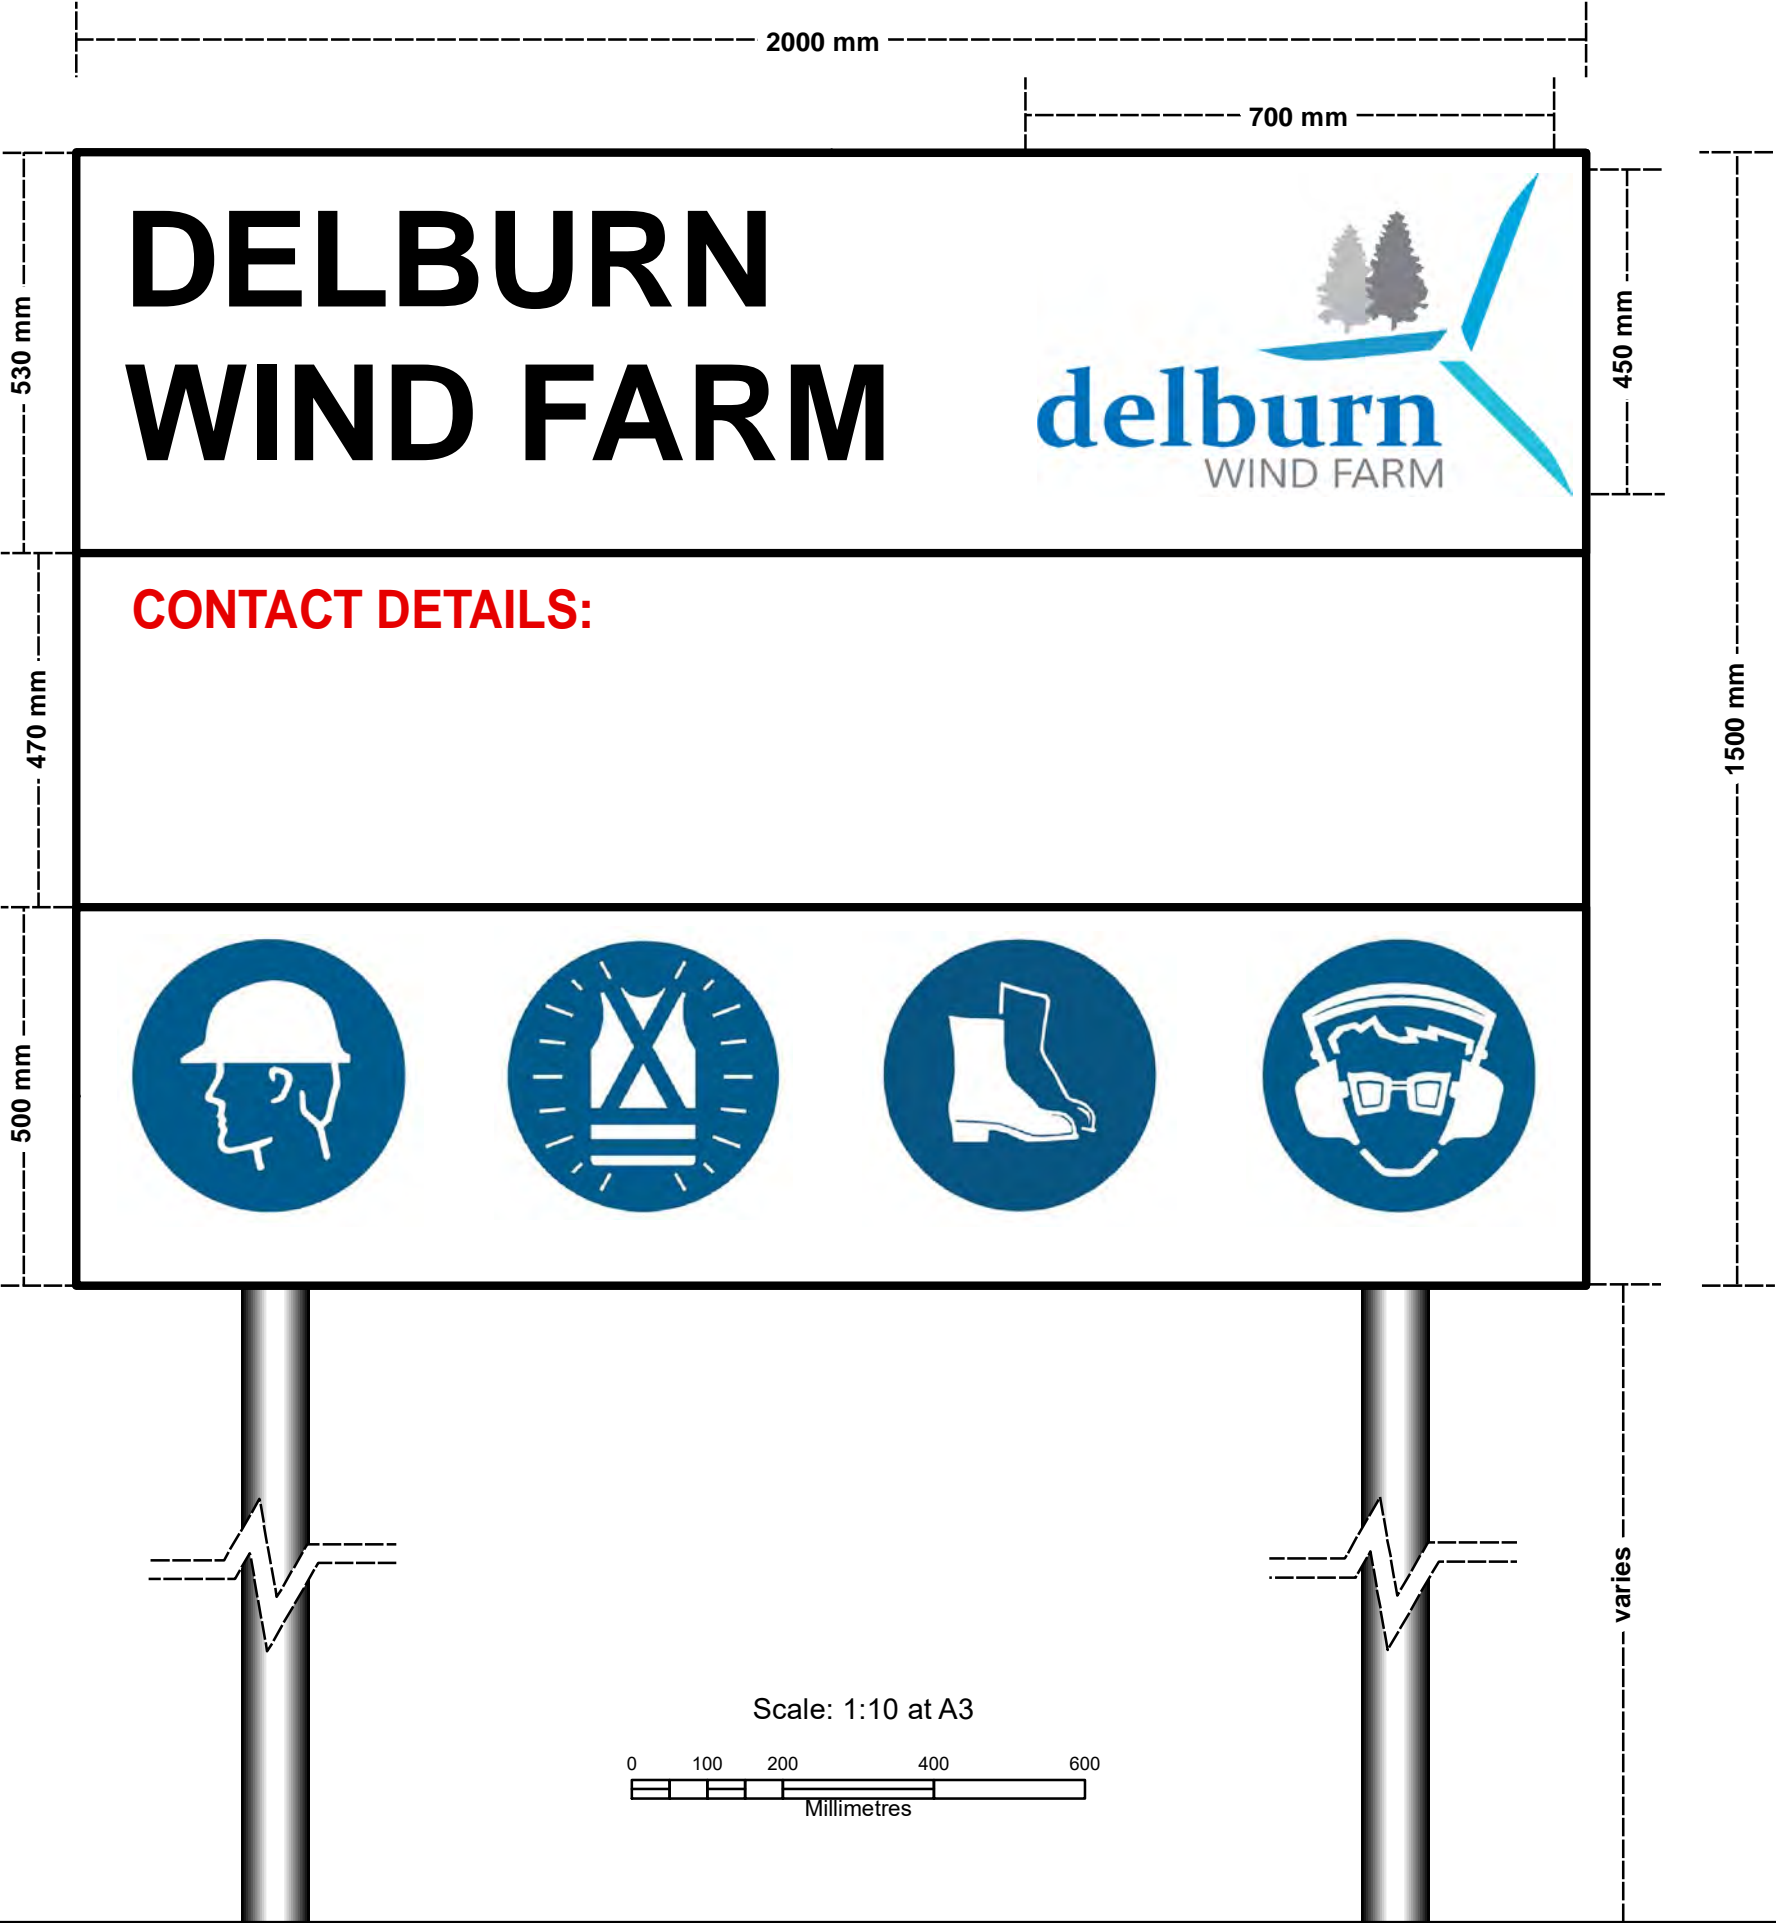 2000 mm
700 mm
DELBURN
WIND FARM
delburn
WIND FARM
530 mm
450 mm
CONTACT DETAILS:
470 mm
1500 mm
500 mm
varies
Scale: 1:10 at A3
0 100 200 400 600
Millimetres